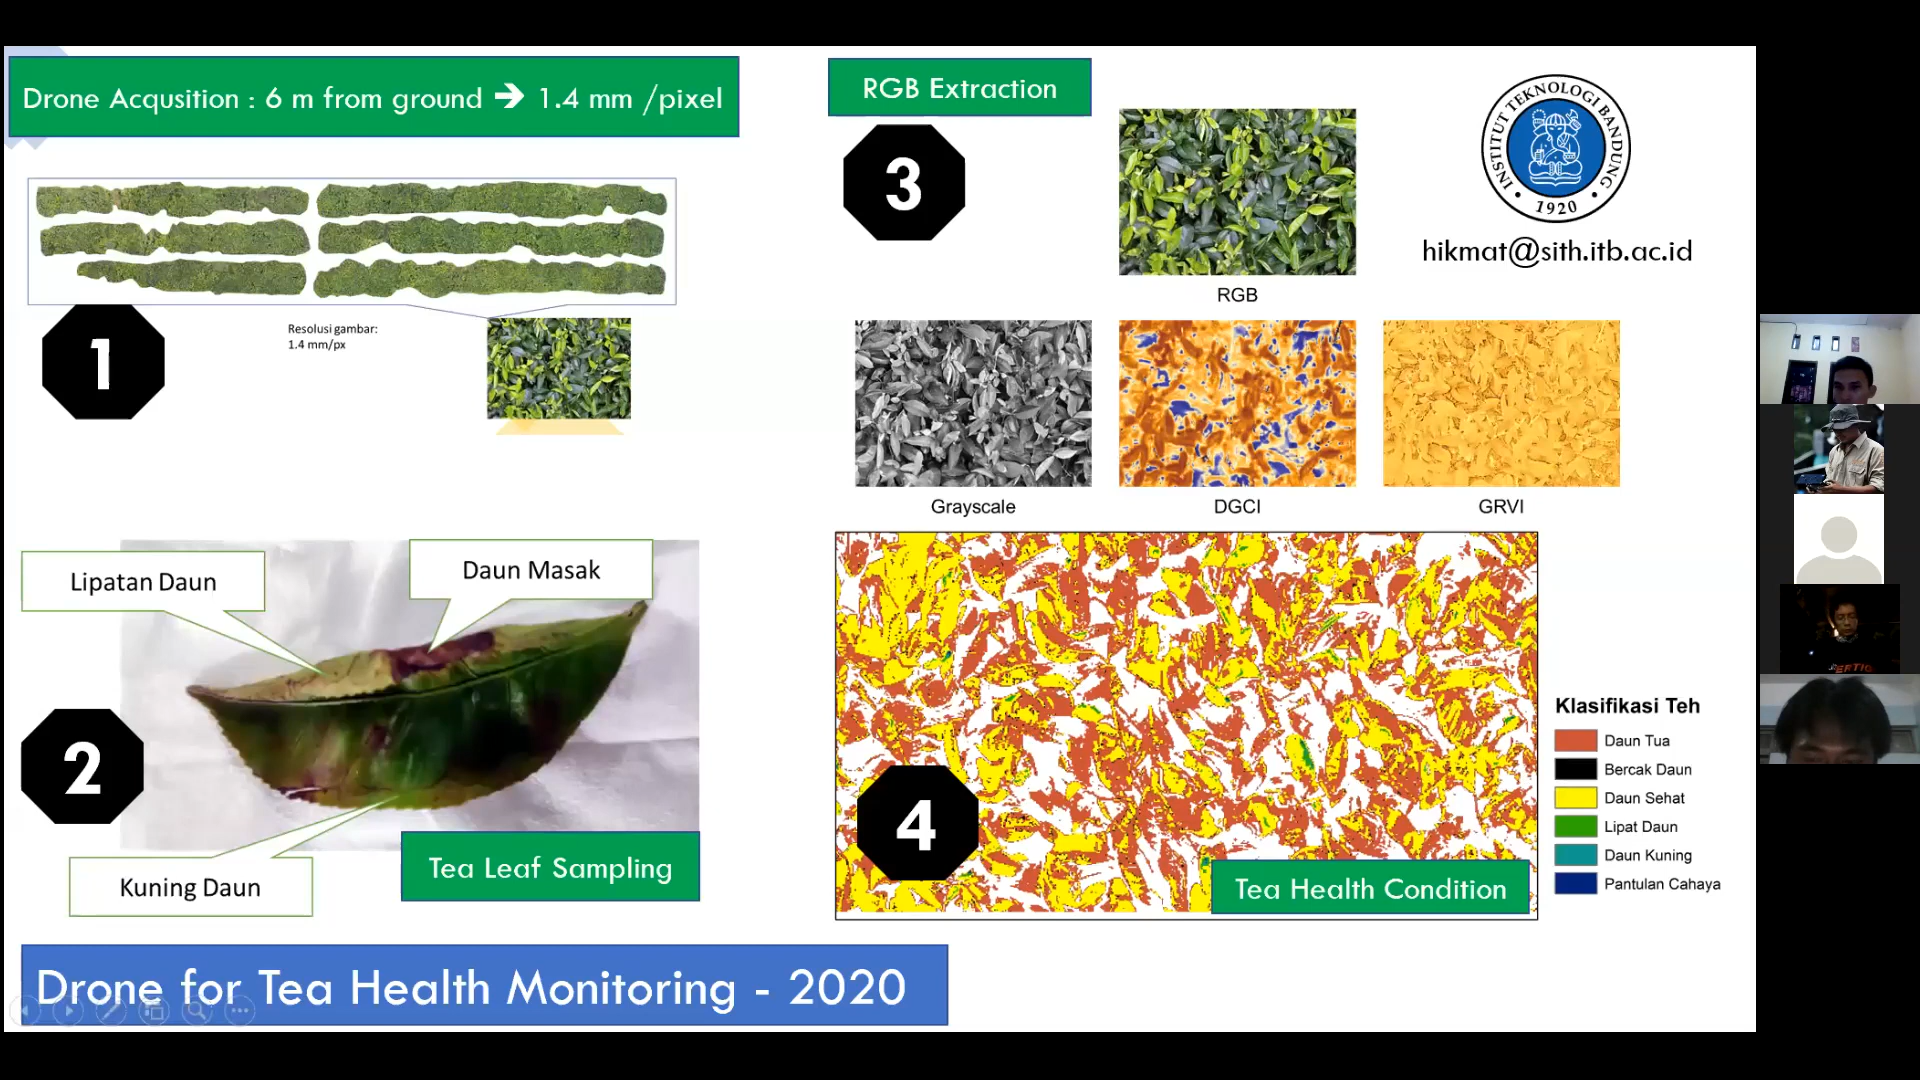 Drone Acqusition : 6 m from ground ➔ 1.4 mm /pixel
1
Resolusi gambar:
1.4 mm/px
Lipatan Daun
Daun Masak
2
Kuning Daun
Tea Leaf Sampling
RGB Extraction
3
RGB
Grayscale
DGCI
GRVI
INSTITUT TEKNOLOGI BANDUNG
1920
hikmat@sith.itb.ac.id
4
Tea Health Condition
Klasifikasi Teh
Daun Tua
Bercak Daun
Daun Sehat
Lipat Daun
Daun Kuning
Pantulan Cahaya
Drone for Tea Health Monitoring - 2020